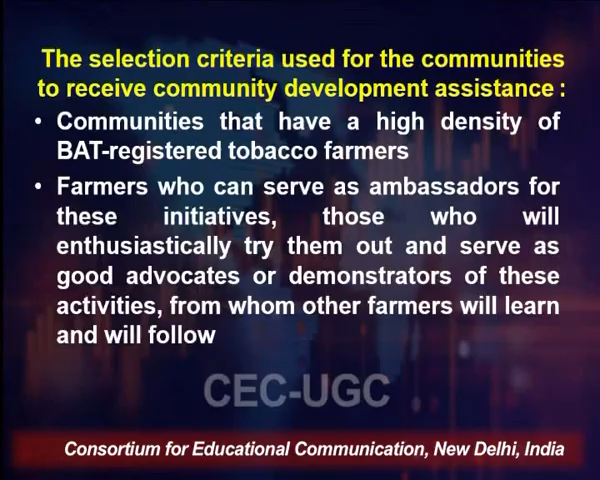 The selection criteria used for the communities
to receive community development assistance :
• Communities that have a high density of
BAT-registered tobacco farmers
• Farmers who can serve as ambassadors for
these initiatives, those who will
enthusiastically try them out and serve as
good advocates or demonstrators of these
activities, from whom other farmers will learn
and will follow
CEC-UGC
Consortium for Educational Communication, New Delhi, India